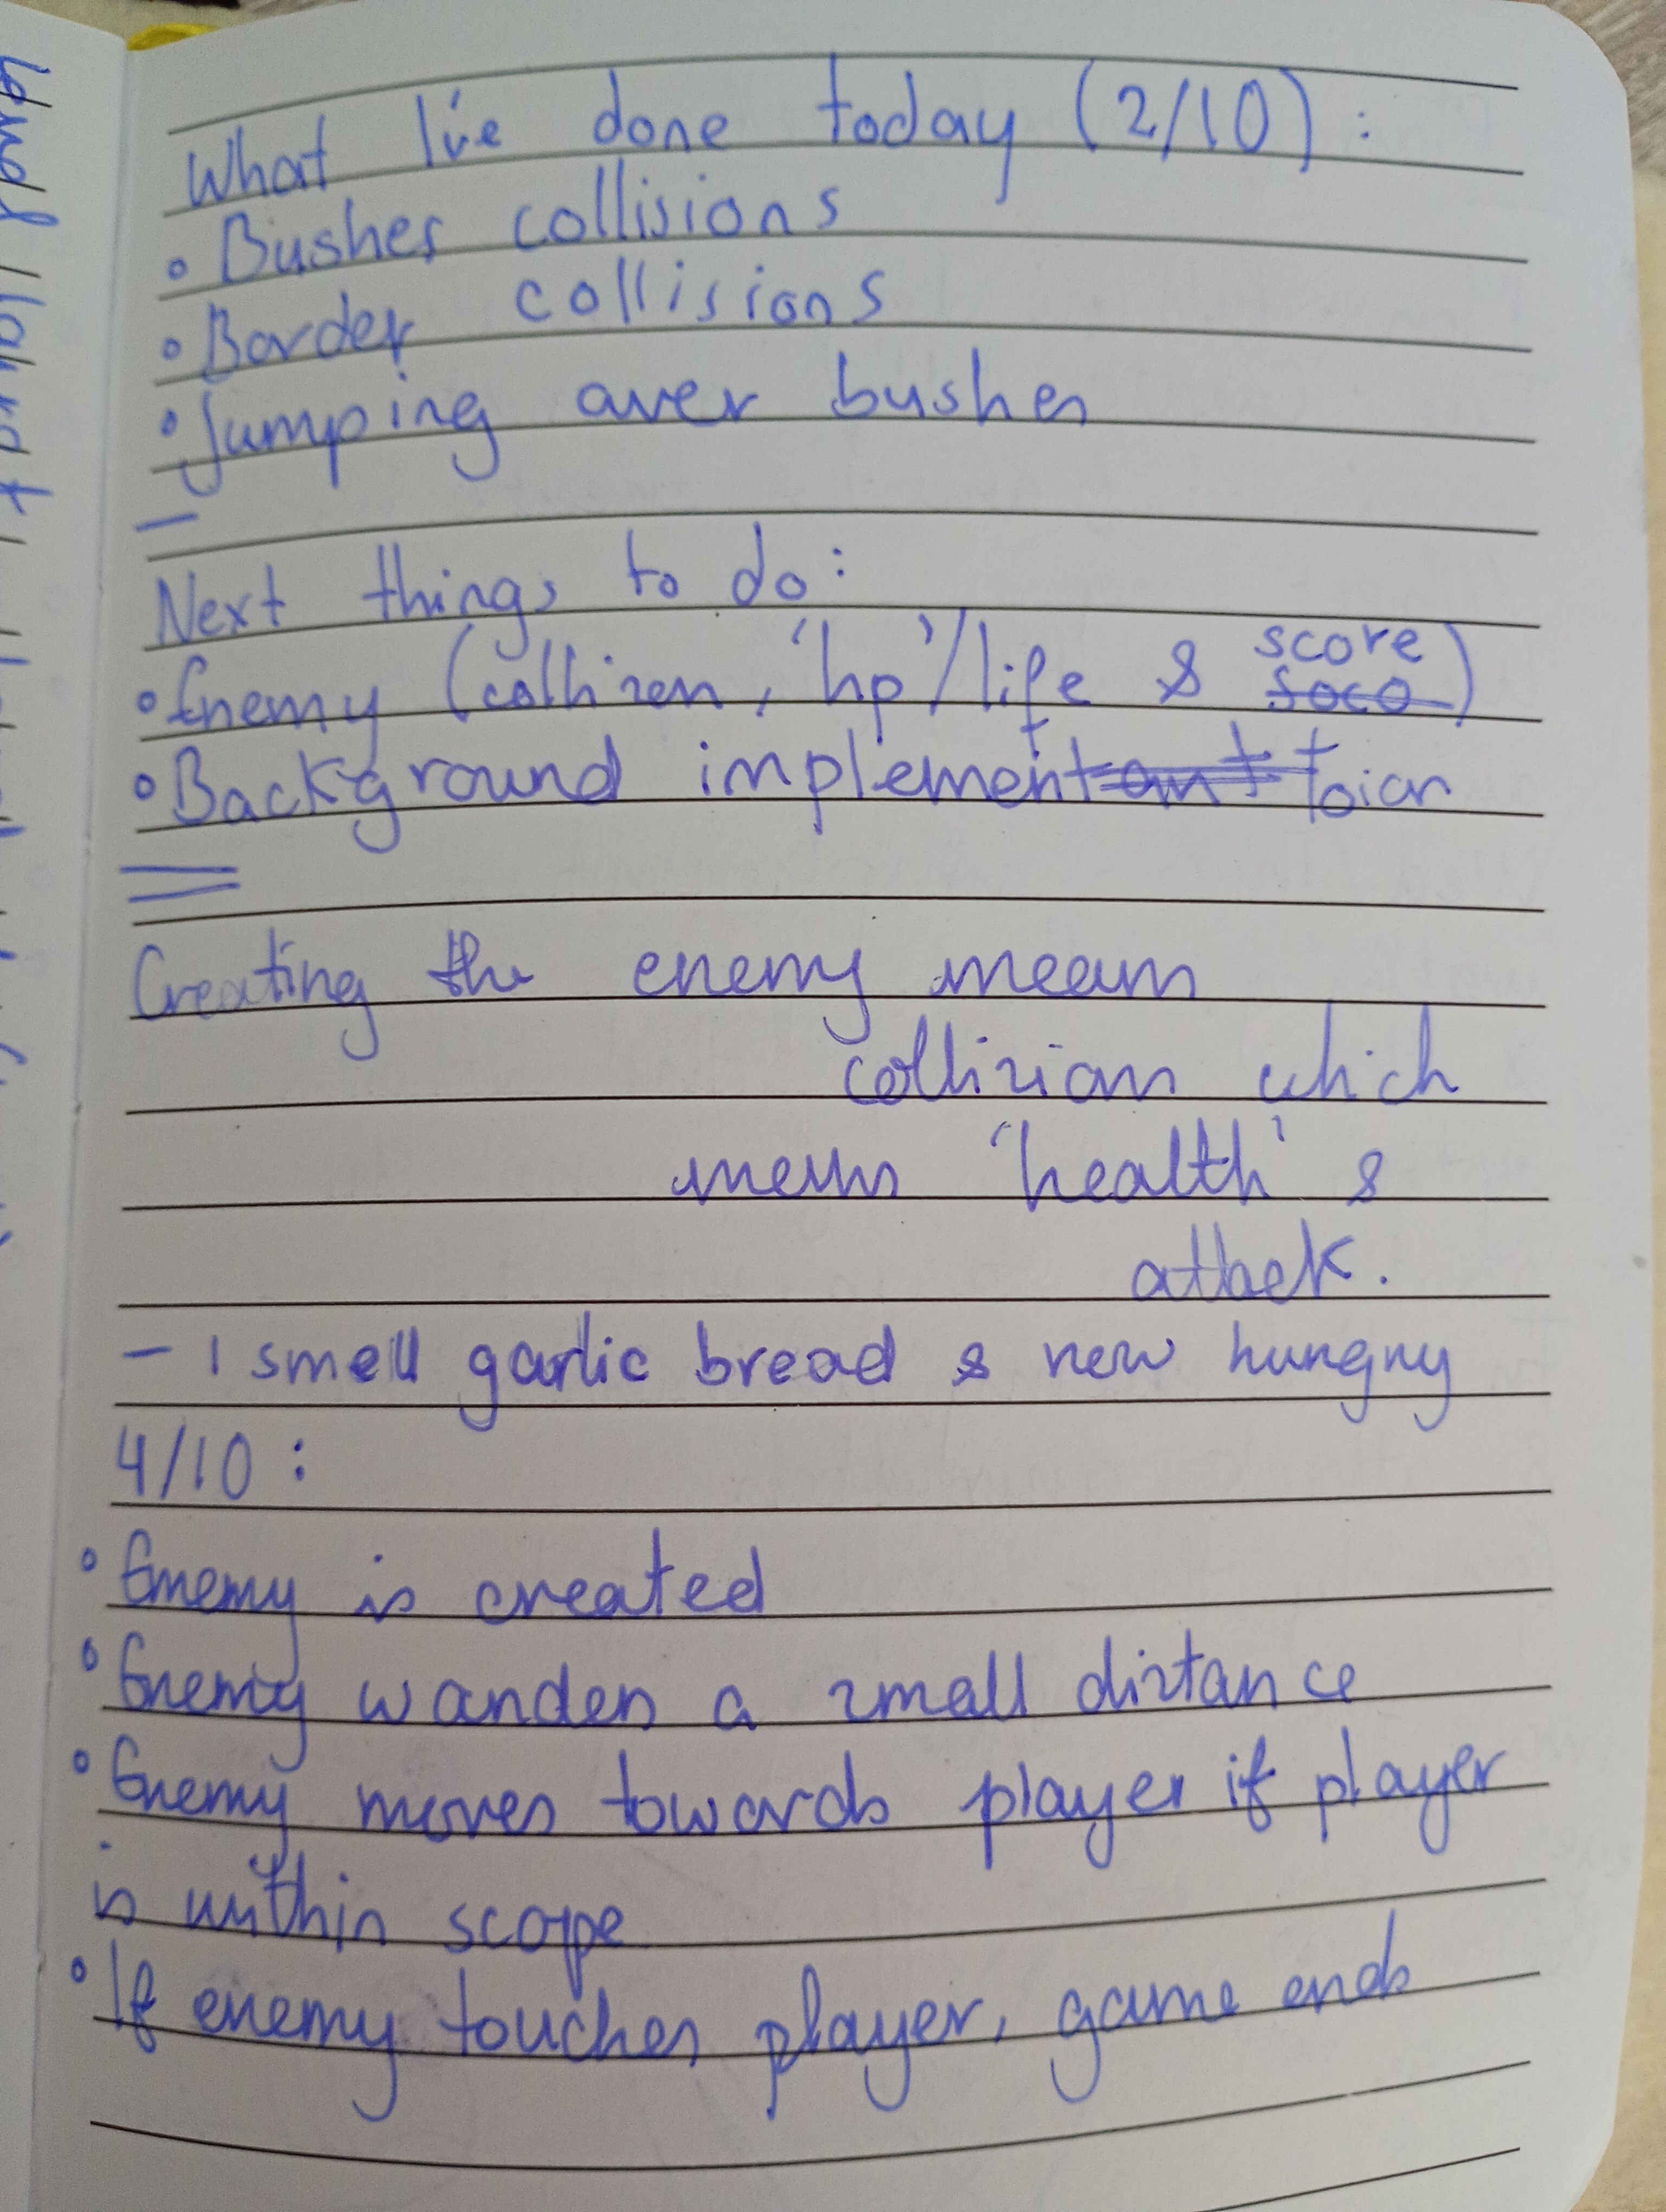 What I've done today (2/10):
• Bushes collisions
• Border collisions
• Jumping over bushes
—
Next things to do:
• Enemy (collision, 'hp'/life & score)
• Background implementation
Creating the enemy means
collision which
means 'health' &
attack.
- I smell garlic bread & now hungry
4/10:
• Enemy is created
• Enemy wanders a small distance
• Enemy moves towards player if player
is within scope
• If enemy touches player, game ends